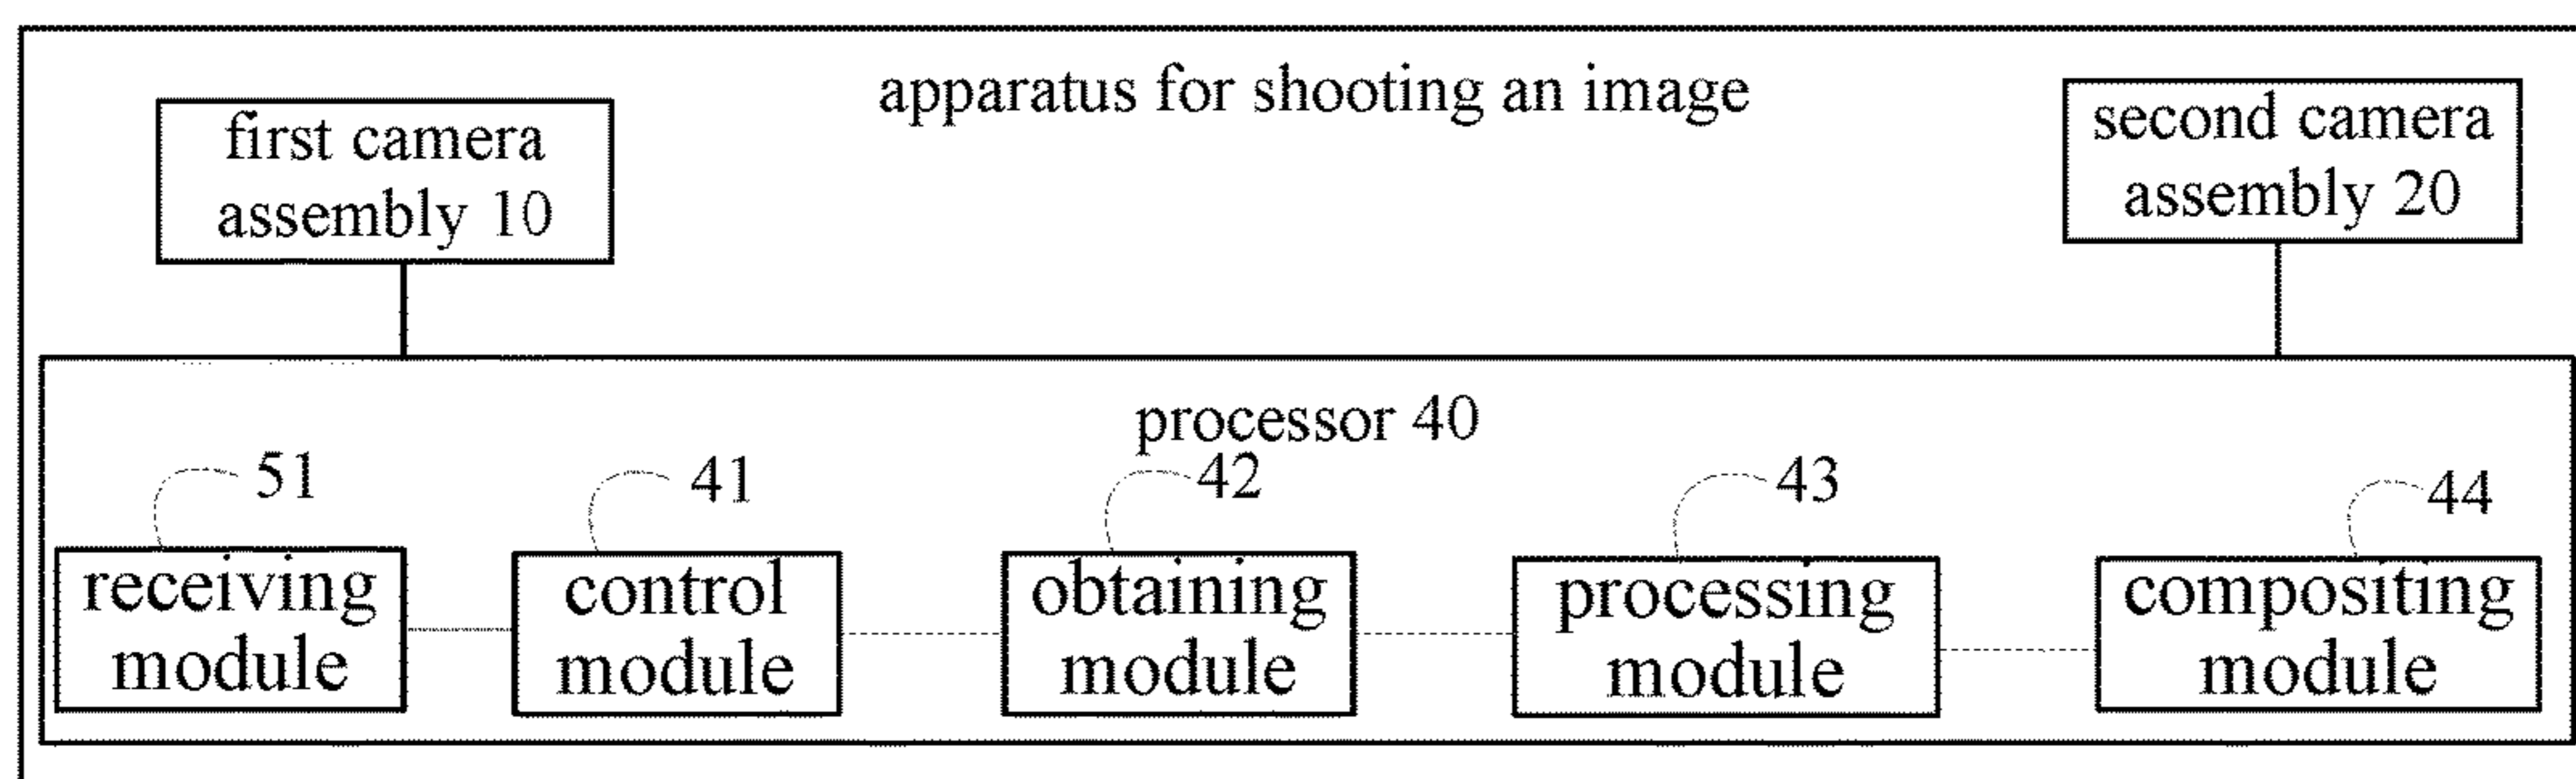 apparatus for shooting an image
first camera
assembly 10
second camera
assembly 20
processor 40
51
41
42
43
44
receiving
module
control
module
obtaining
module
processing
module
compositing
module